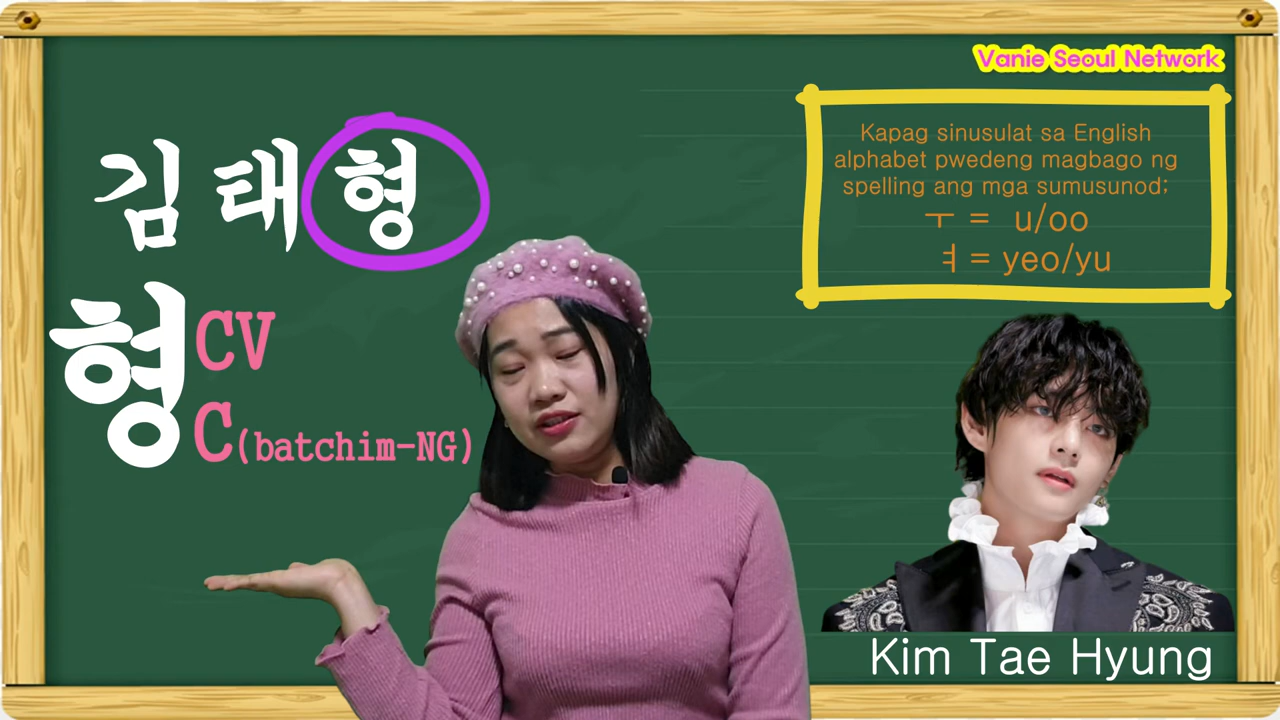 Vanie Seoul Network
김태형
형 CV
C(batchim-NG)
Kapag sinusulat sa English
alphabet pwedeng magbago ng
spelling ang mga sumusunod;
ㅜ = u/oo
ㅕ = yeo/yu
Kim Tae Hyung